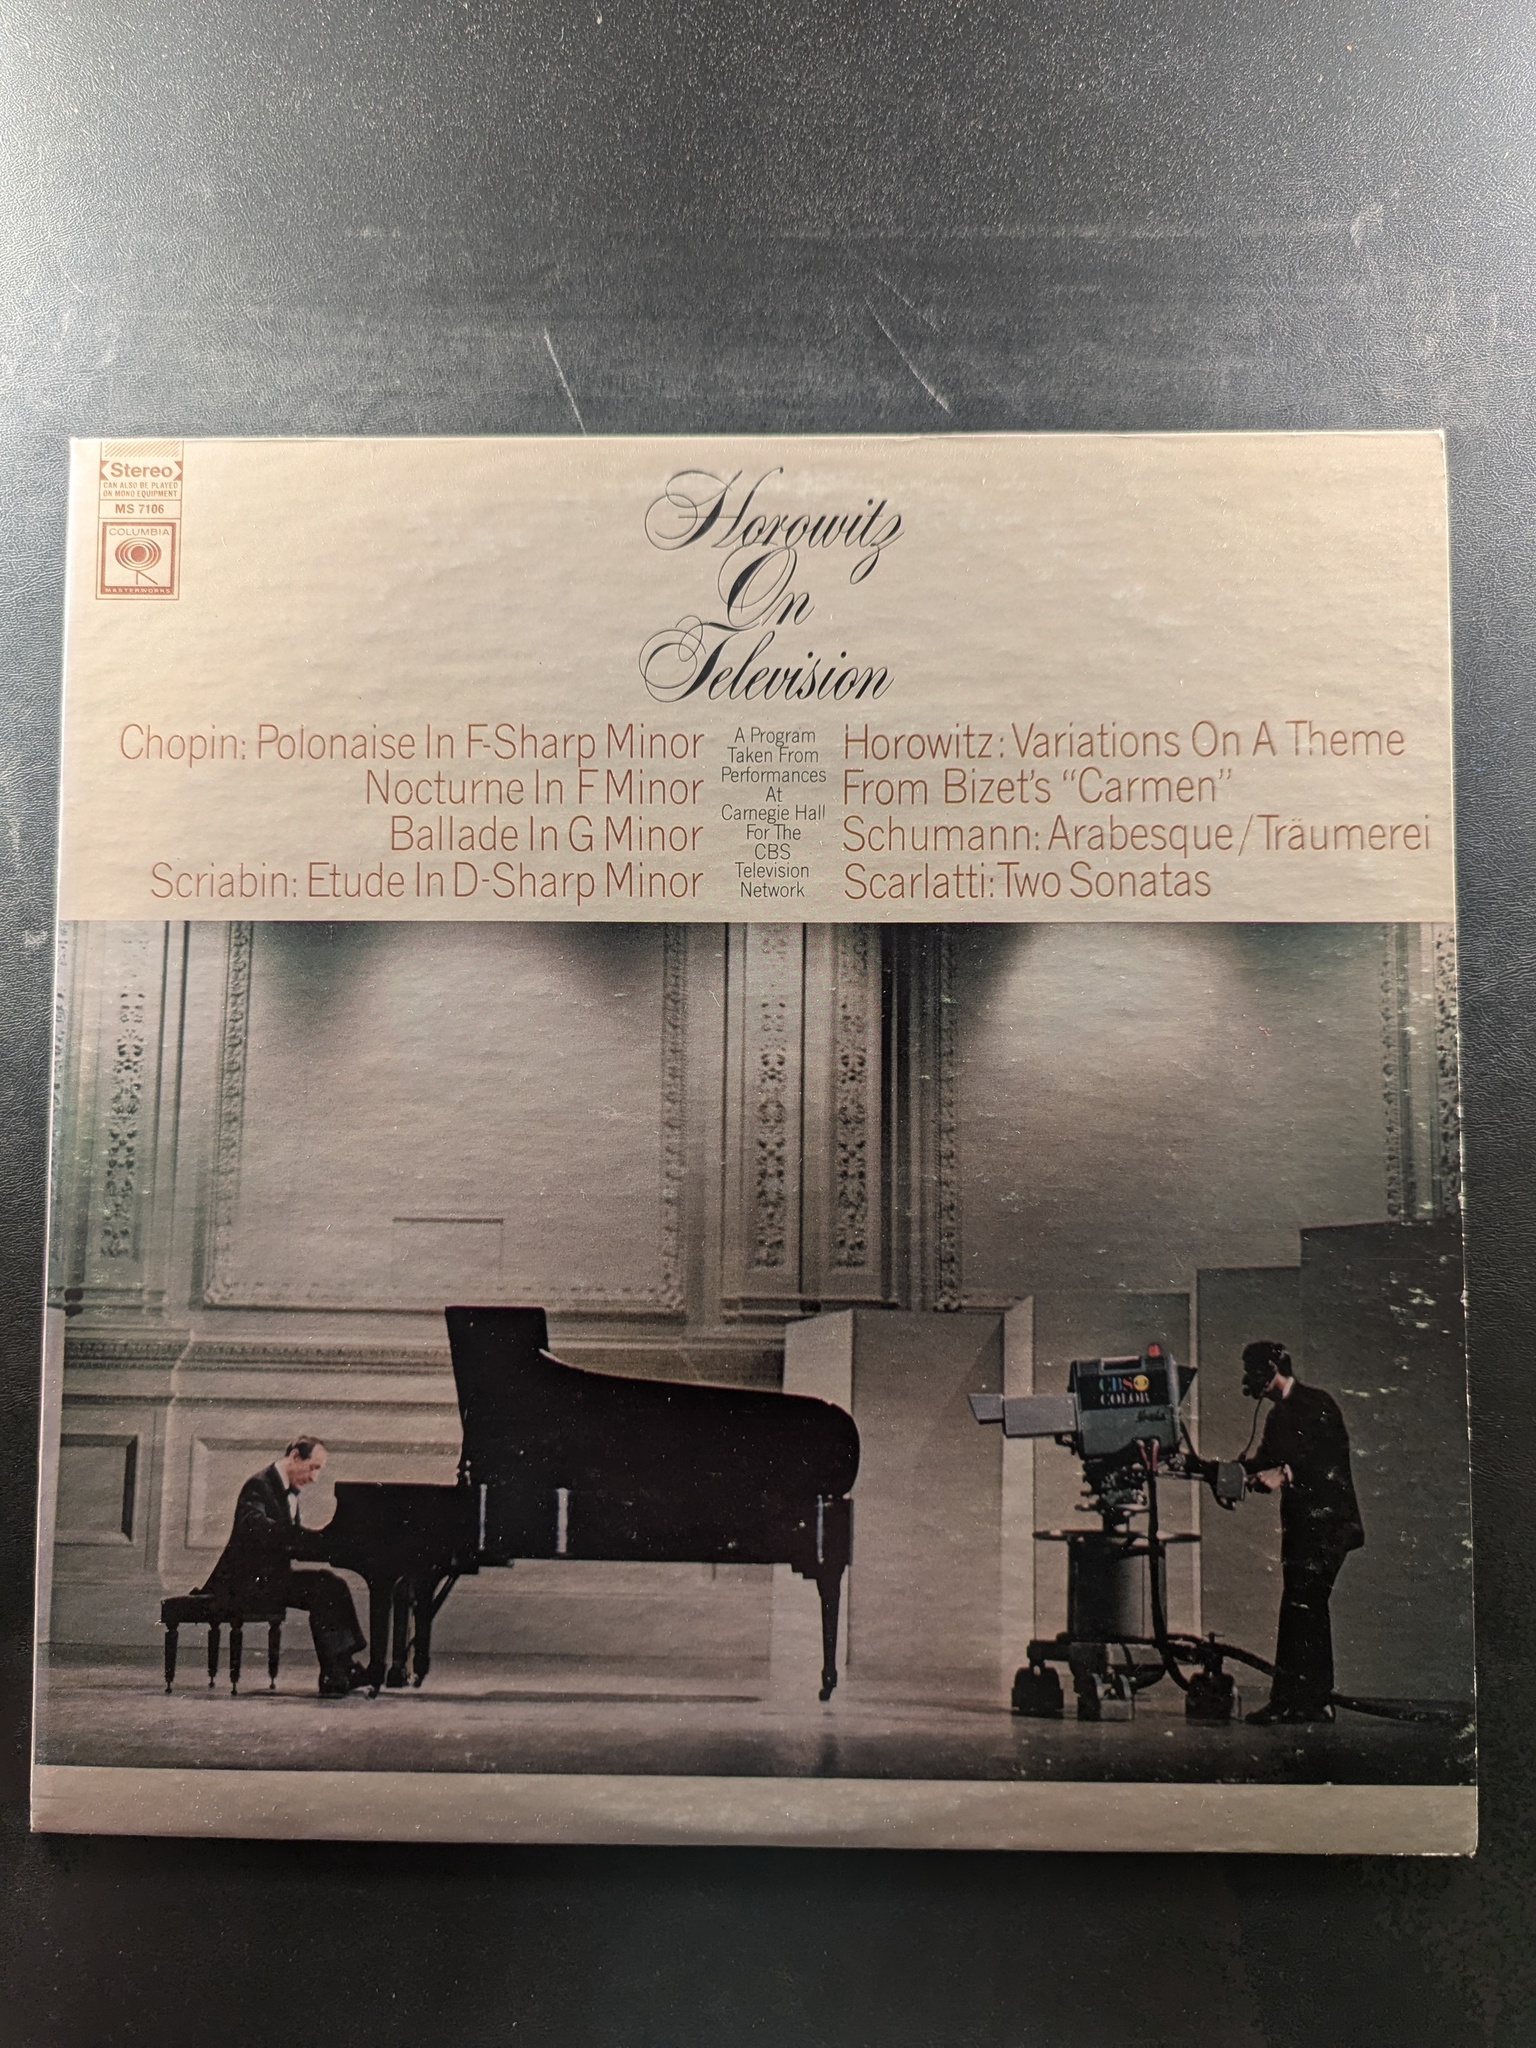 Stereo
CAN ALSO BE PLAYED
ON MONO EQUIPMENT
MS 7106
COLUMBIA
MASTERWORKS
Horowitz
On
Television
Chopin: Polonaise In F-Sharp Minor
Nocturne In F Minor
Ballade In G Minor
Scriabin: Etude In D-Sharp Minor
A Program
Taken From
Performances
At
Carnegie Hall
For The
CBS
Television
Network
Horowitz: Variations On A Theme
From Bizet's "Carmen"
Schumann: Arabesque/Träumerei
Scarlatti: Two Sonatas
CBS
COLOR